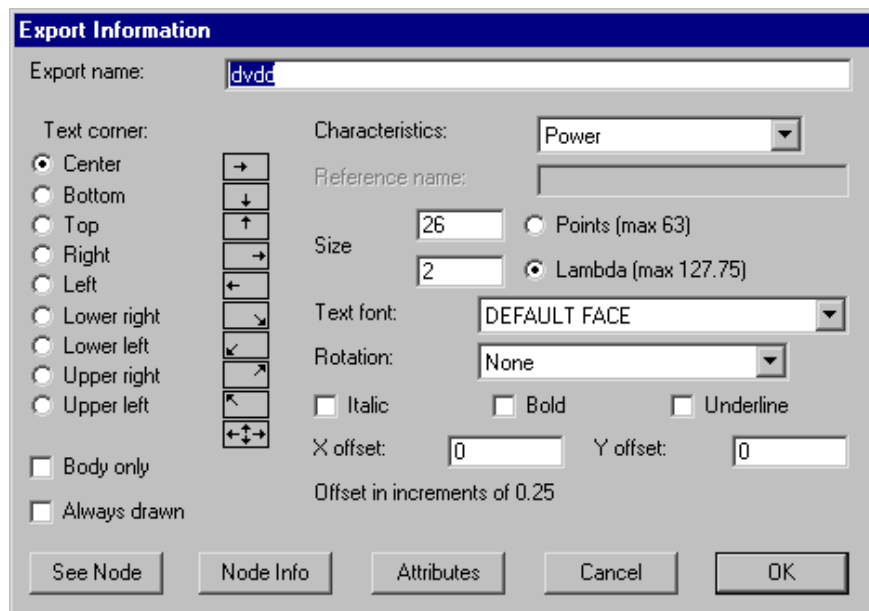 Export Information
Export name: dvdd
Text corner:
Center
Bottom
Top
Right
Left
Lower right
Lower left
Upper right
Upper left
Body only
Always drawn
Characteristics: Power
Reference name:
Size
26 Points (max 63)
2 Lambda (max 127.75)
Text font: DEFAULT FACE
Rotation: None
Italic Bold Underline
X offset: 0 Y offset: 0
Offset in increments of 0.25
See Node Node Info Attributes Cancel OK